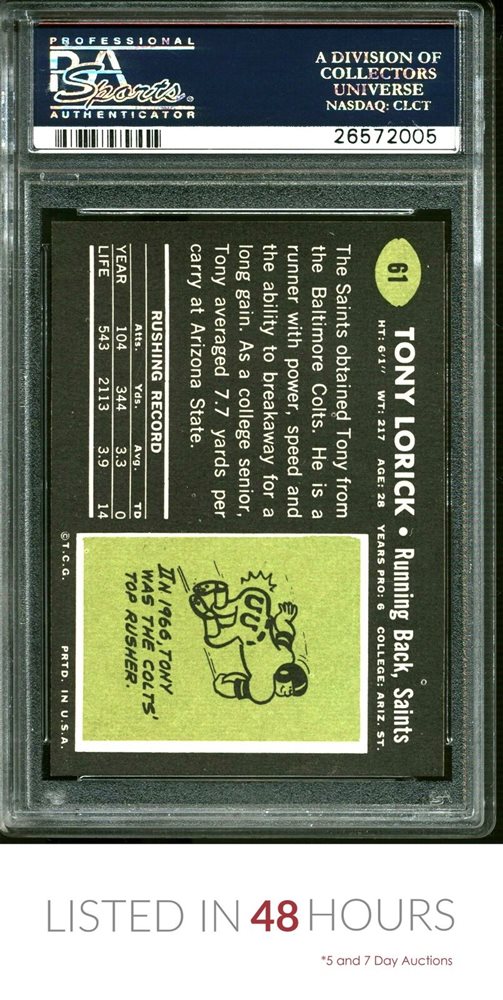 PROFESSIONAL
PSA
Sports
AUTHENTICATOR
A DIVISION OF
COLLECTORS
UNIVERSE
NASDAQ: CLCT
26572005
61
TONY LORICK • Running Back, Saints
HT: 6'1" WT: 217 AGE: 28 YEARS PRO: 6 COLLEGE: ARIZ. ST.
The Saints obtained Tony from
the Baltimore Colts. He is a
runner with power, speed and
the ability to breakaway for a
long gain. As a college senior,
Tony averaged 7.7 yards per
carry at Arizona State.
RUSHING RECORD
Atts. Yds. Avg. TD
YEAR 104 344 3.3 0
LIFE 543 2113 3.9 14
IN 1966, TONY
WAS THE COLTS'
TOP RUSHER.
©T.C.G. PRTD. IN U.S.A.
LISTED IN 48 HOURS
*5 and 7 Day Auctions